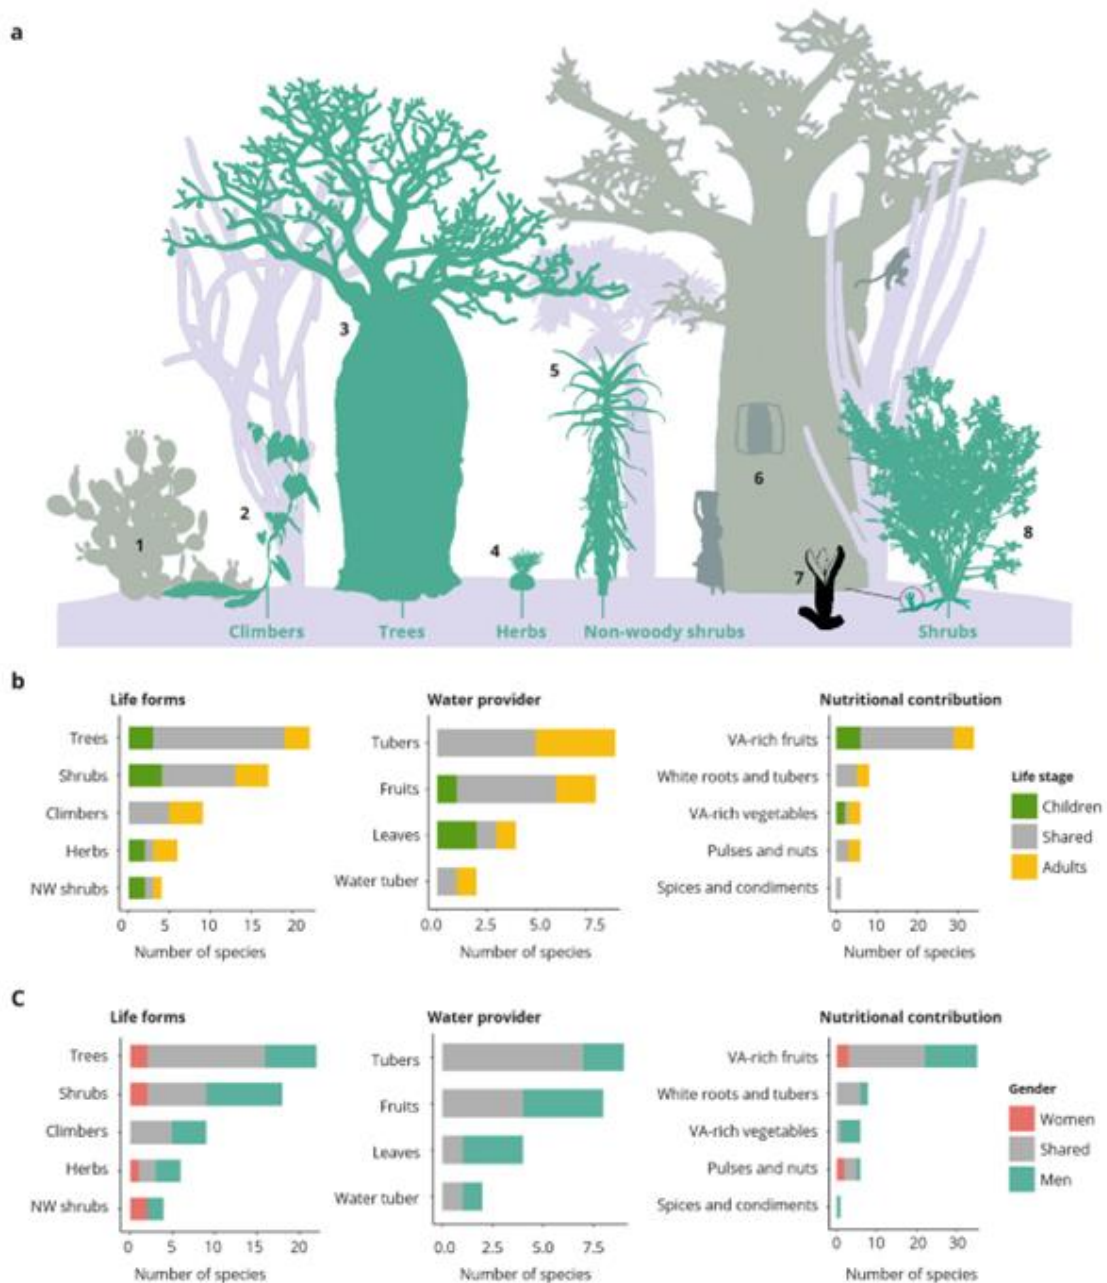 a
3
5
2
6
1
4
8
7
Climbers Trees Herbs Non-woody shrubs Shrubs
b
Life forms
Trees
Shrubs
Climbers
Herbs
NW shrubs
0 5 10 15 20
Number of species
Water provider
Tubers
Fruits
Leaves
Water tuber
0.0 2.5 5.0 7.5
Number of species
Nutritional contribution
VA-rich fruits
White roots and tubers
VA-rich vegetables
Pulses and nuts
Spices and condiments
0 10 20 30
Number of species
Life stage
Children
Shared
Adults
C
Life forms
Trees
Shrubs
Climbers
Herbs
NW shrubs
0 5 10 15 20
Number of species
Water provider
Tubers
Fruits
Leaves
Water tuber
0.0 2.5 5.0 7.5
Number of species
Nutritional contribution
VA-rich fruits
White roots and tubers
VA-rich vegetables
Pulses and nuts
Spices and condiments
0 10 20 30
Number of species
Gender
Women
Shared
Men